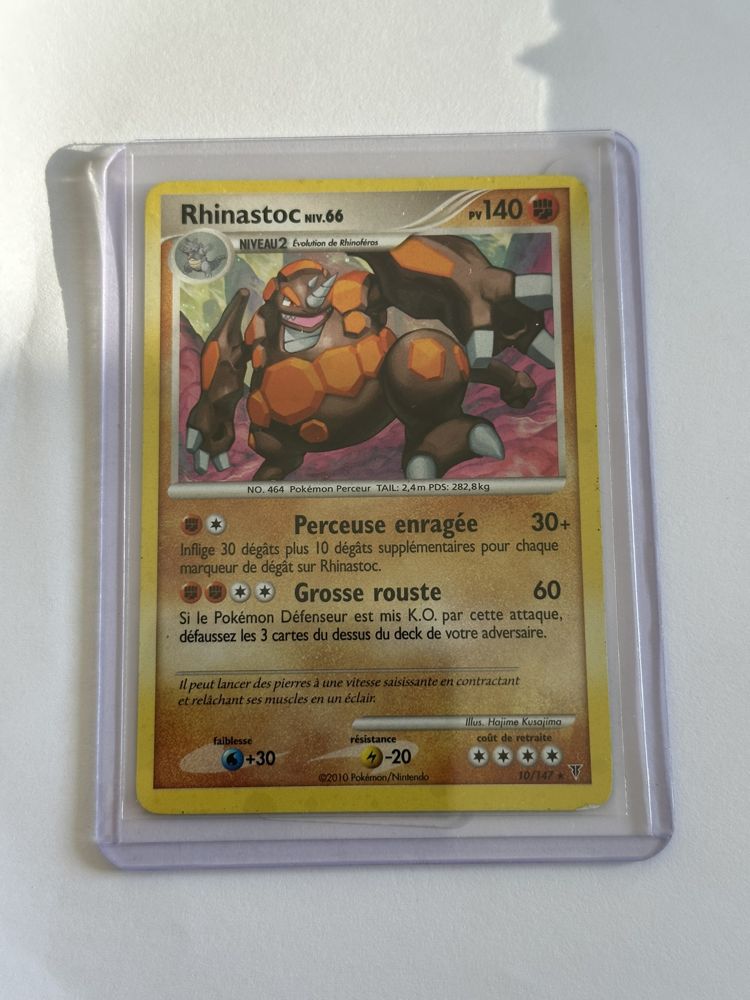 Rhinastoc NIV.66
PV 140
NIVEAU 2 Évolution de Rhinoféros
NO. 464 Pokémon Perceur TAIL: 2,4m PDS: 282,8kg
Perceuse enragée 30+
Inflige 30 dégâts plus 10 dégâts supplémentaires pour chaque
marqueur de dégât sur Rhinastoc.
Grosse rouste 60
Si le Pokémon Défenseur est mis K.O. par cette attaque,
défaussez les 3 cartes du dessus du deck de votre adversaire.
Il peut lancer des pierres à une vitesse saisissante en contractant
et relâchant ses muscles en un éclair.
Illus. Hajime Kusajima
faiblesse résistance coût de retraite
+30 -20
©2010 Pokémon/Nintendo 10/147 ★